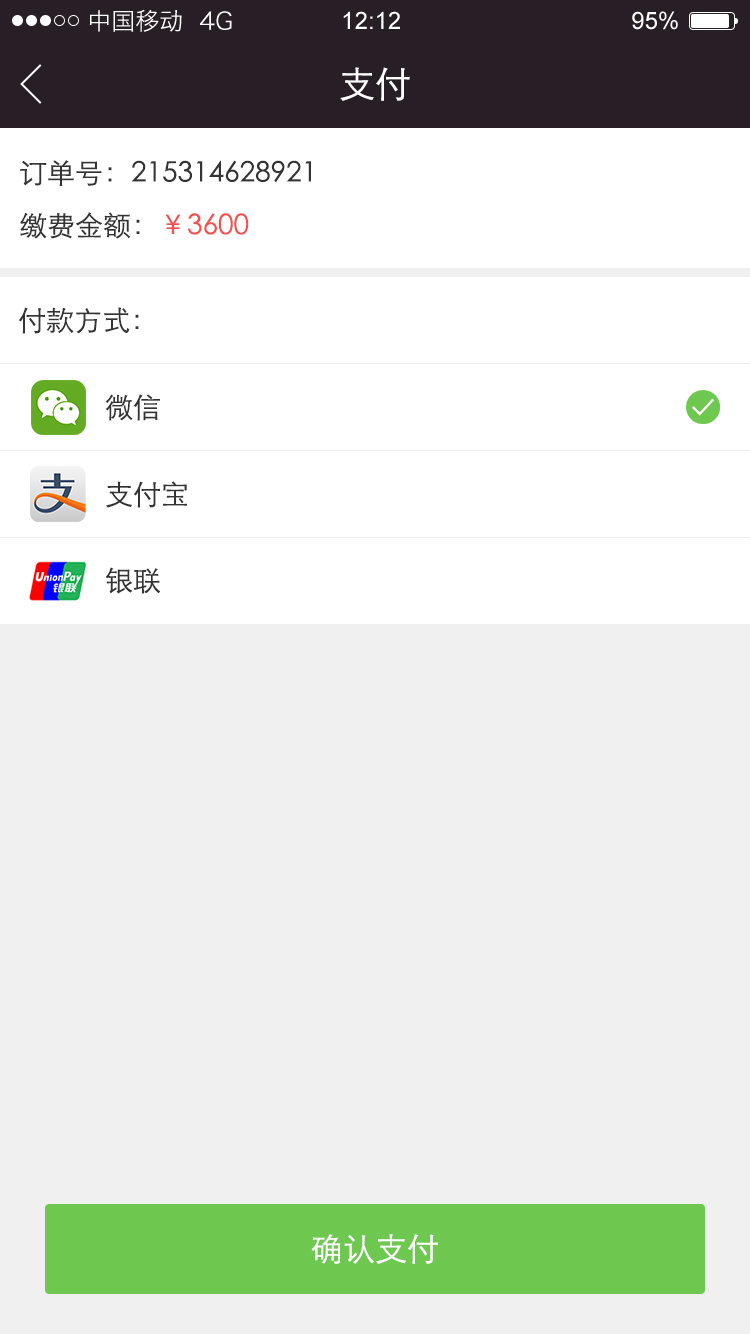 中国移动 4G 12:12 95%
支付
订单号：215314628921
缴费金额：￥3600
付款方式：
微信
支付宝
UnionPay
银联
银联
确认支付